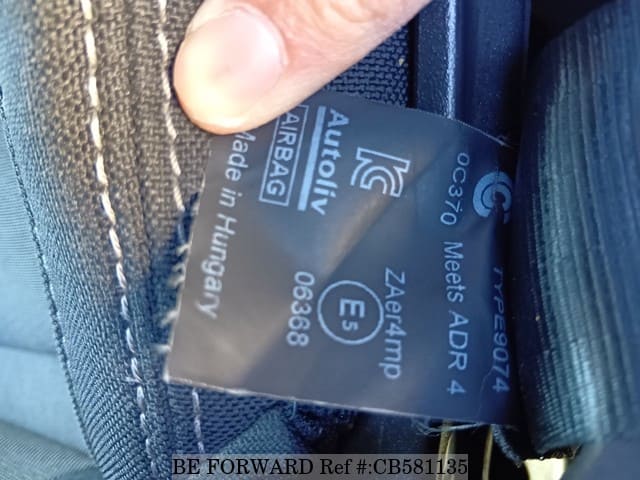 TYPE9074
0C370 Meets ADR 4
ZAer4mp
E5
06368
Autoliv
AIRBAG
Made in Hungary
BE FORWARD Ref #:CB581135